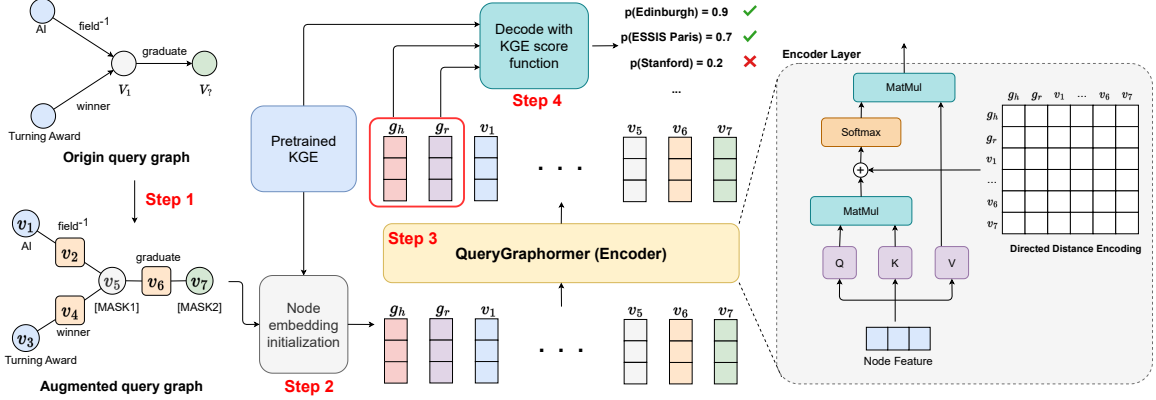 AI
field⁻¹
graduate
V₁
V?
winner
Turning Award
Origin query graph
Step 1
v₁
AI
field⁻¹
v₂
graduate
v₅
v₆
v₇
[MASK1]
[MASK2]
v₄
winner
v₃
Turning Award
Augmented query graph
Pretrained
KGE
Node
embedding
initialization
Step 2
Decode with
KGE score
function
Step 4
p(Edinburgh) = 0.9
p(ESSIS Paris) = 0.7
p(Stanford) = 0.2
...
g_h g_r v₁ v₅ v₆ v₇
. . .
Step 3
QueryGraphormer (Encoder)
g_h g_r v₁ v₅ v₆ v₇
. . .
Encoder Layer
MatMul
Softmax
+
MatMul
Q K V
Node Feature
g_h g_r v₁ ... v₆ v₇
g_h
g_r
v₁
...
v₆
v₇
Directed Distance Encoding